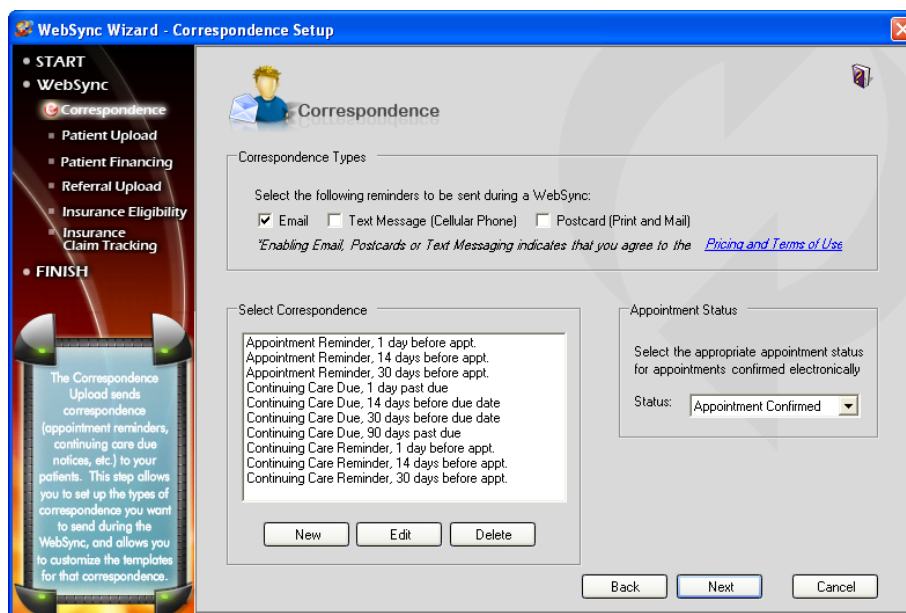 WebSync Wizard - Correspondence Setup
START
WebSync
Correspondence
Patient Upload
Patient Financing
Referral Upload
Insurance Eligibility
Insurance
Claim Tracking
FINISH
The Correspondence
Upload sends
correspondence
(appointment reminders,
continuing care due
notices, etc.) to your
patients. This step allows
you to set up the types of
correspondence you want
to send during the
WebSync, and allows you
to customize the templates
for that correspondence.
Correspondence
Correspondence Types
Select the following reminders to be sent during a WebSync:
Email Text Message (Cellular Phone) Postcard (Print and Mail)
*Enabling Email, Postcards or Text Messaging indicates that you agree to the Pricing and Terms of Use
Select Correspondence
Appointment Reminder, 1 day before appt.
Appointment Reminder, 14 days before appt.
Appointment Reminder, 30 days before appt.
Continuing Care Due, 1 day past due
Continuing Care Due, 14 days before due date
Continuing Care Due, 30 days before due date
Continuing Care Due, 90 days past due
Continuing Care Reminder, 1 day before appt.
Continuing Care Reminder, 14 days before appt.
Continuing Care Reminder, 30 days before appt.
New Edit Delete
Appointment Status
Select the appropriate appointment status
for appointments confirmed electronically
Status: Appointment Confirmed
Back Next Cancel